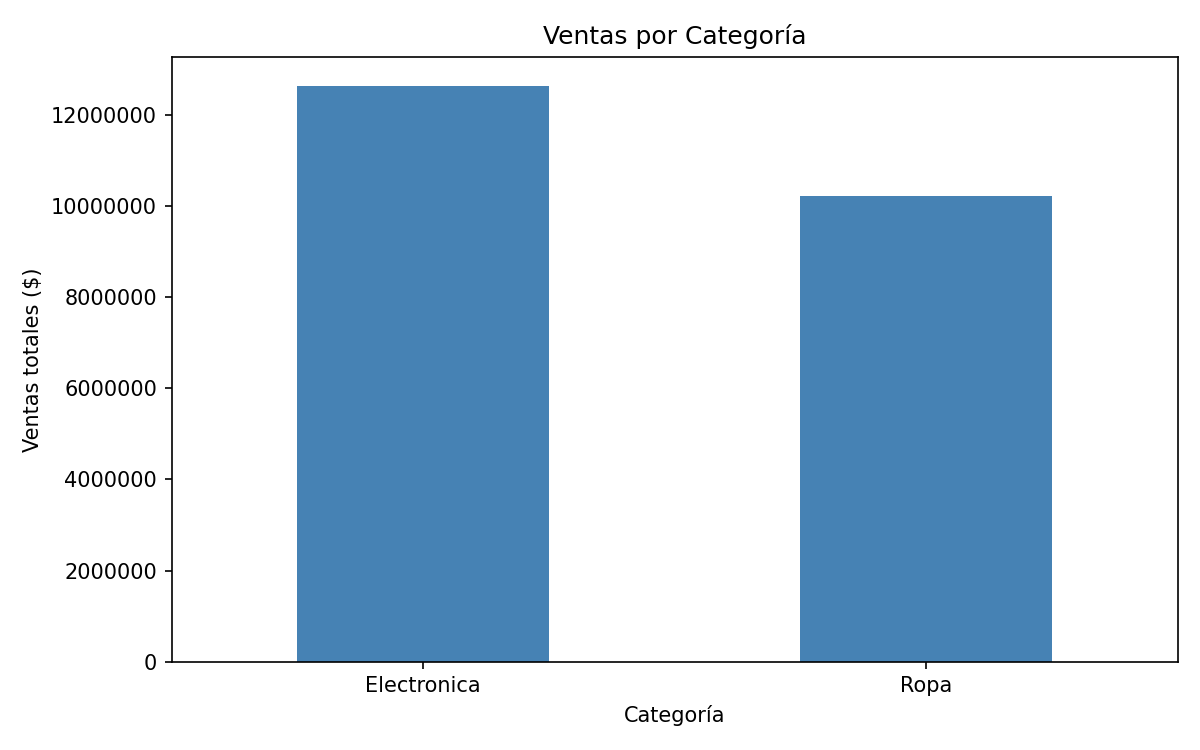 Ventas por Categoría
Ventas totales ($)
12000000
10000000
8000000
6000000
4000000
2000000
0
Electronica
Ropa
Categoría